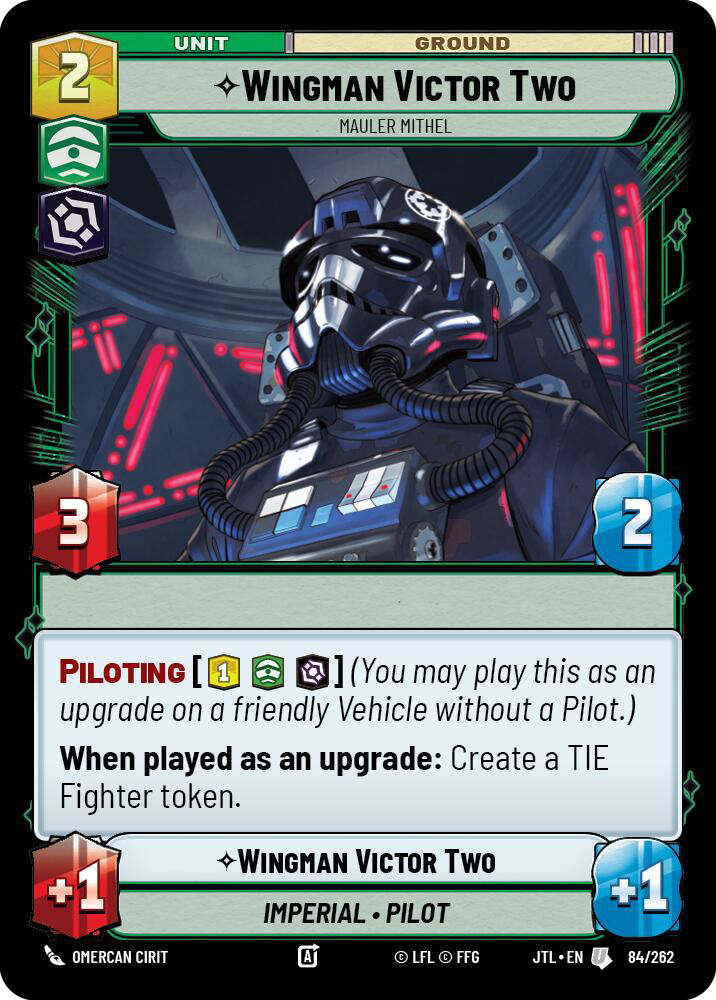 UNIT
GROUND
2
✧WINGMAN VICTOR TWO
MAULER MITHEL
3
2
PILOTING [1] (You may play this as an
upgrade on a friendly Vehicle without a Pilot.)
When played as an upgrade: Create a TIE
Fighter token.
✧WINGMAN VICTOR TWO
+1
+1
IMPERIAL • PILOT
OMERCAN CIRIT
A
© LFL © FFG
JTL • EN
84/262